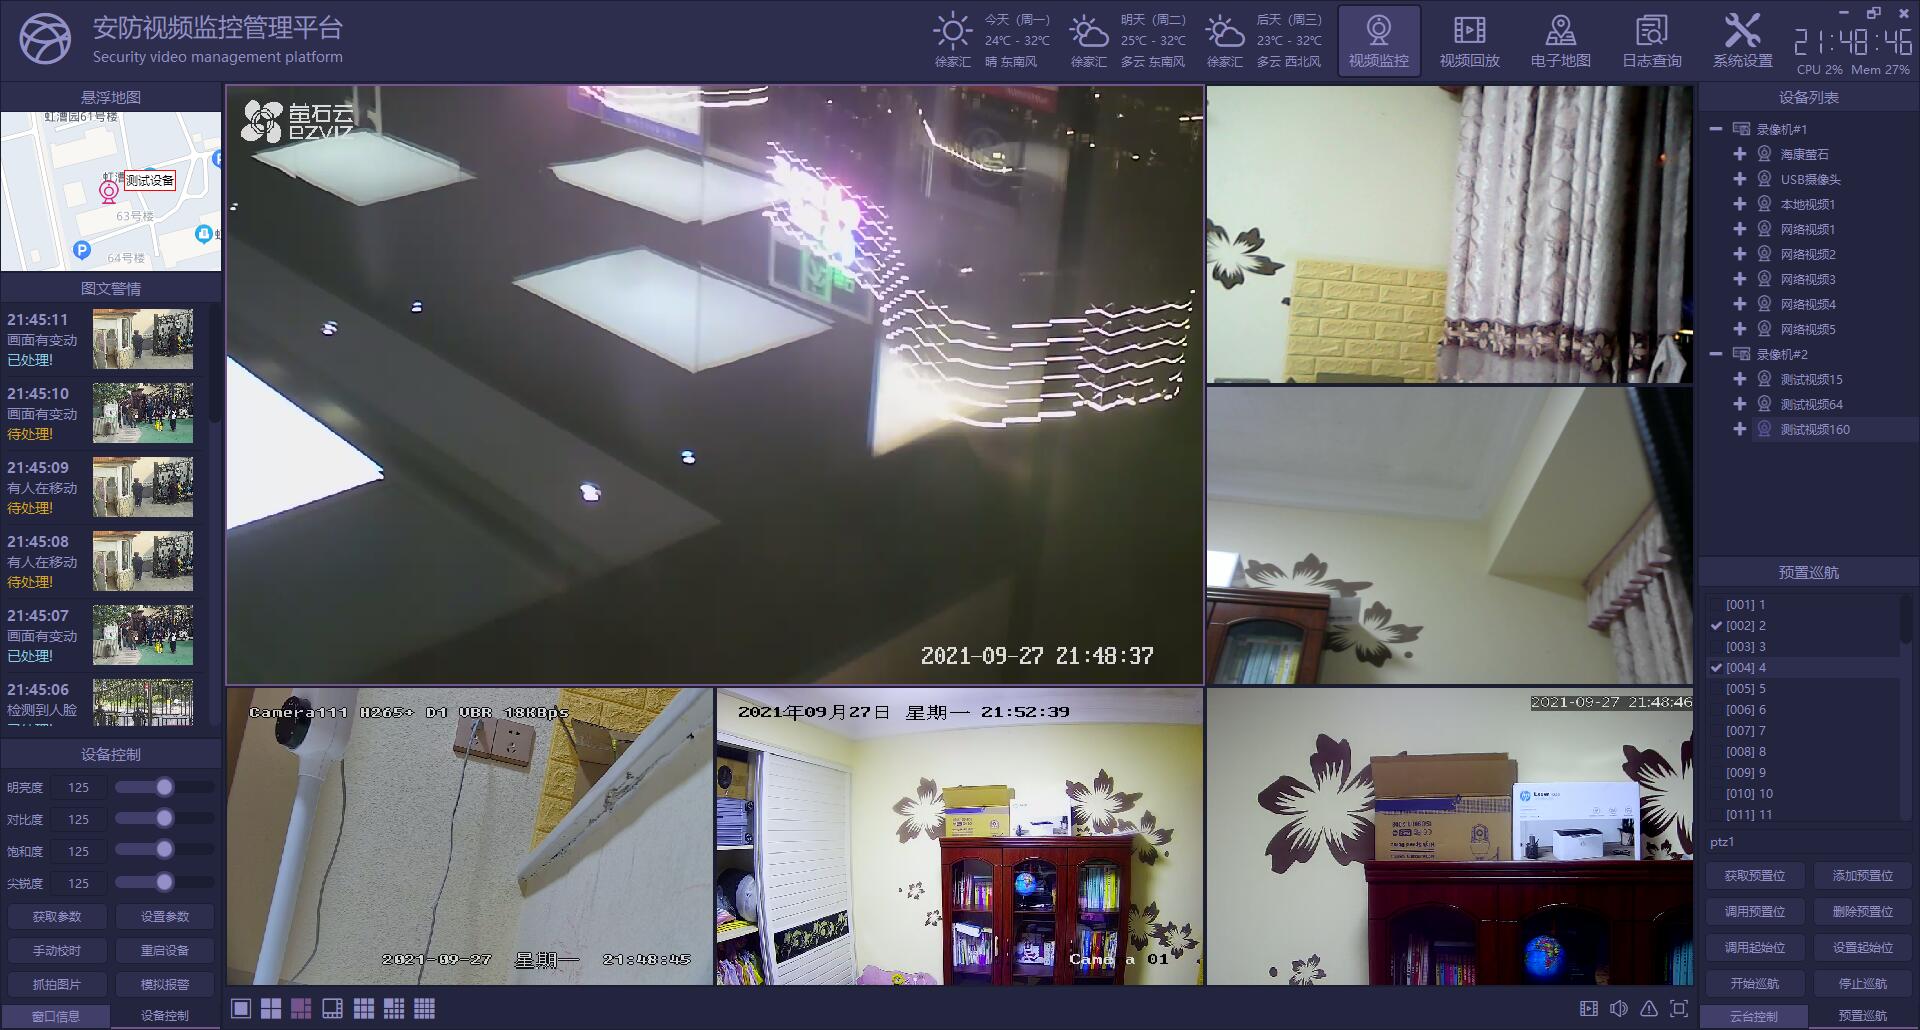 安防视频监控管理平台
Security video management platform
今天 (周一)
24℃ - 32℃
徐家汇 晴 东南风
明天 (周二)
25℃ - 32℃
徐家汇 多云 东南风
后天 (周三)
23℃ - 32℃
徐家汇 多云 西北风
视频监控
视频回放
电子地图
日志查询
系统设置
21:48:46
CPU 2% Mem 27%
悬浮地图
虹漕园61号楼
虹漕
测试设备
63号楼
64号楼
虹
P
P
图文警情
21:45:11
画面有变动
已处理!
21:45:10
画面有变动
待处理!
21:45:09
有人在移动
待处理!
21:45:08
有人在移动
待处理!
21:45:07
画面有变动
已处理!
21:45:06
检测到人脸
设备控制
明亮度 125
对比度 125
饱和度 125
尖锐度 125
获取参数 设置参数
手动校时 重启设备
抓拍图片 模拟报警
窗口信息 设备控制
萤石云
EZVIZ
2021-09-27 21:48:37
Camera111 H265+ D1 VBR 18KBps
2021-09-27 星期一 21:48:45
2021年09月27日 星期一 21:52:39
Camera 01
2021-09-27 21:48:46
hp Laser
设备列表
录像机#1
海康萤石
USB摄像头
本地视频1
网络视频1
网络视频2
网络视频3
网络视频4
网络视频5
录像机#2
测试视频15
测试视频64
测试视频160
预置巡航
[001] 1
[002] 2
[003] 3
[004] 4
[005] 5
[006] 6
[007] 7
[008] 8
[009] 9
[010] 10
[011] 11
ptz1
获取预置位 添加预置位
调用预置位 删除预置位
调用起始位 设置起始位
开始巡航 停止巡航
云台控制 预置巡航